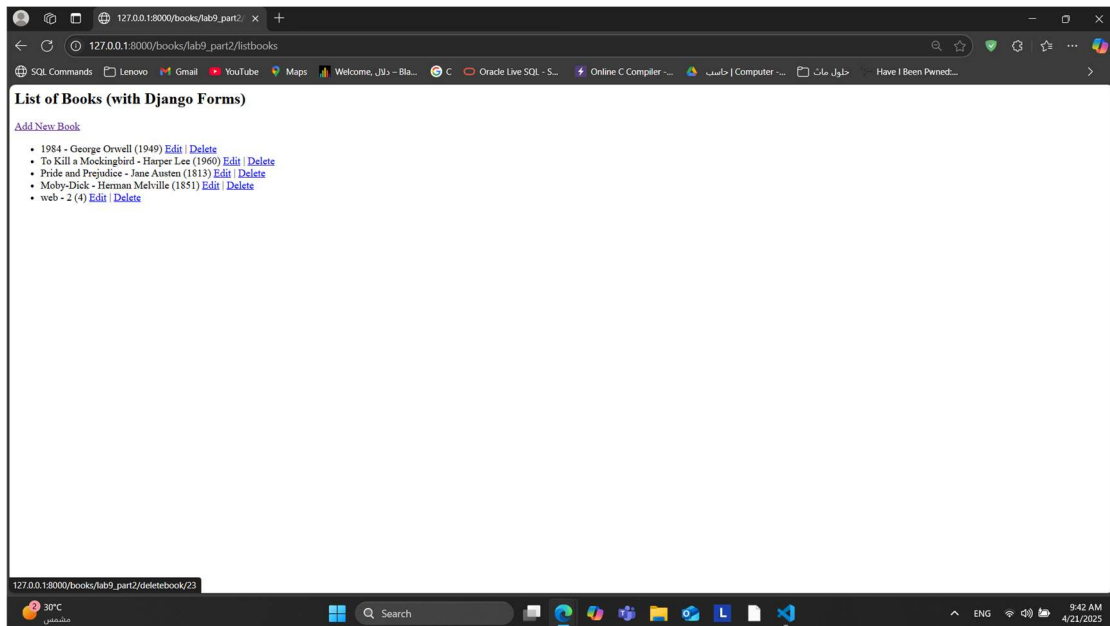 127.0.0.1:8000/books/lab9_part2/
127.0.0.1:8000/books/lab9_part2/listbooks
SQL Commands Lenovo Gmail YouTube Maps Welcome, دلال – Bla... C Oracle Live SQL - S... Online C Compiler -... حاسب | Computer -... حلول ماث Have I Been Pwned:...
List of Books (with Django Forms)
Add New Book
• 1984 - George Orwell (1949) Edit | Delete
• To Kill a Mockingbird - Harper Lee (1960) Edit | Delete
• Pride and Prejudice - Jane Austen (1813) Edit | Delete
• Moby-Dick - Herman Melville (1851) Edit | Delete
• web - 2 (4) Edit | Delete
127.0.0.1:8000/books/lab9_part2/deletebook/23
2 30°C Search ENG 9:42 AM
مشمس 4/21/2025